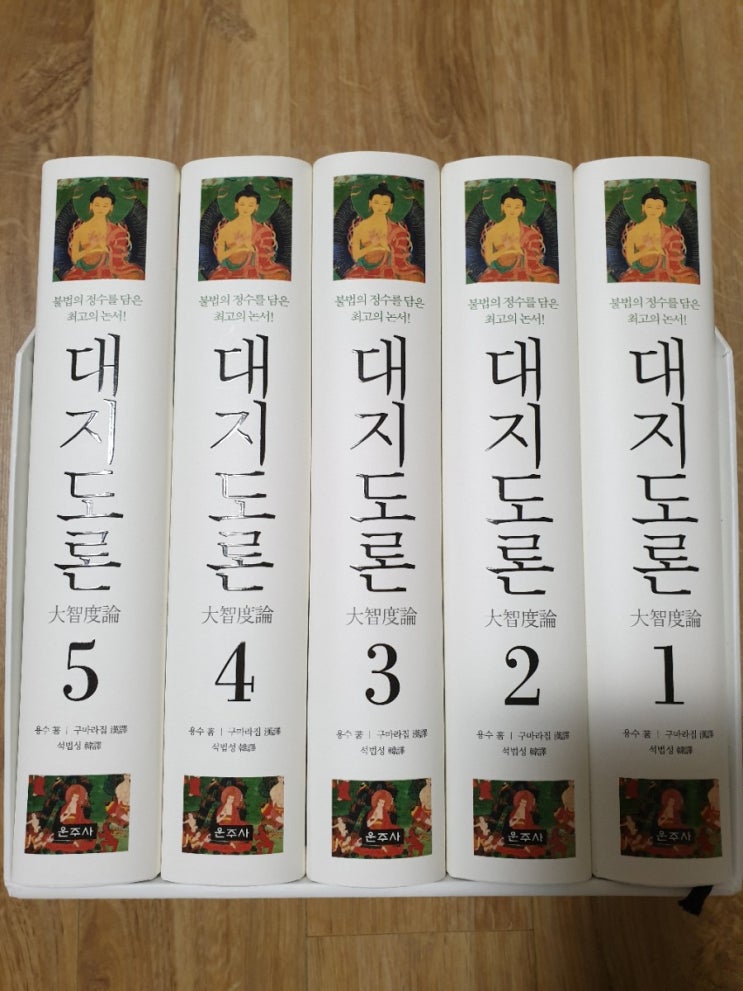 불법의 정수를 담은
최고의 논서!
대지도론
大智度論
5
용수 著 | 구마라집 漢譯
석법성 韓譯
운주사
불법의 정수를 담은
최고의 논서!
대지도론
大智度論
4
용수 著 | 구마라집 漢譯
석법성 韓譯
운주사
불법의 정수를 담은
최고의 논서!
대지도론
大智度論
3
용수 著 | 구마라집 漢譯
석법성 韓譯
운주사
불법의 정수를 담은
최고의 논서!
대지도론
大智度論
2
용수 著 | 구마라집 漢譯
석법성 韓譯
운주사
불법의 정수를 담은
최고의 논서!
대지도론
大智度論
1
용수 著 | 구마라집 漢譯
석법성 韓譯
운주사